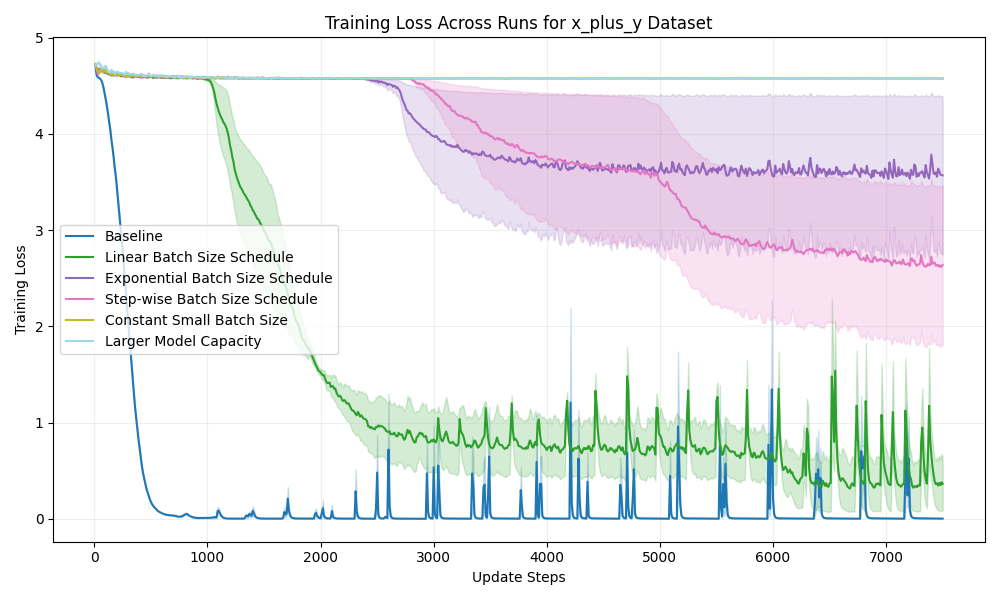 Training Loss Across Runs for x_plus_y Dataset
5
4
3
2
1
0
Training Loss
Baseline
Linear Batch Size Schedule
Exponential Batch Size Schedule
Step-wise Batch Size Schedule
Constant Small Batch Size
Larger Model Capacity
0 1000 2000 3000 4000 5000 6000 7000
Update Steps